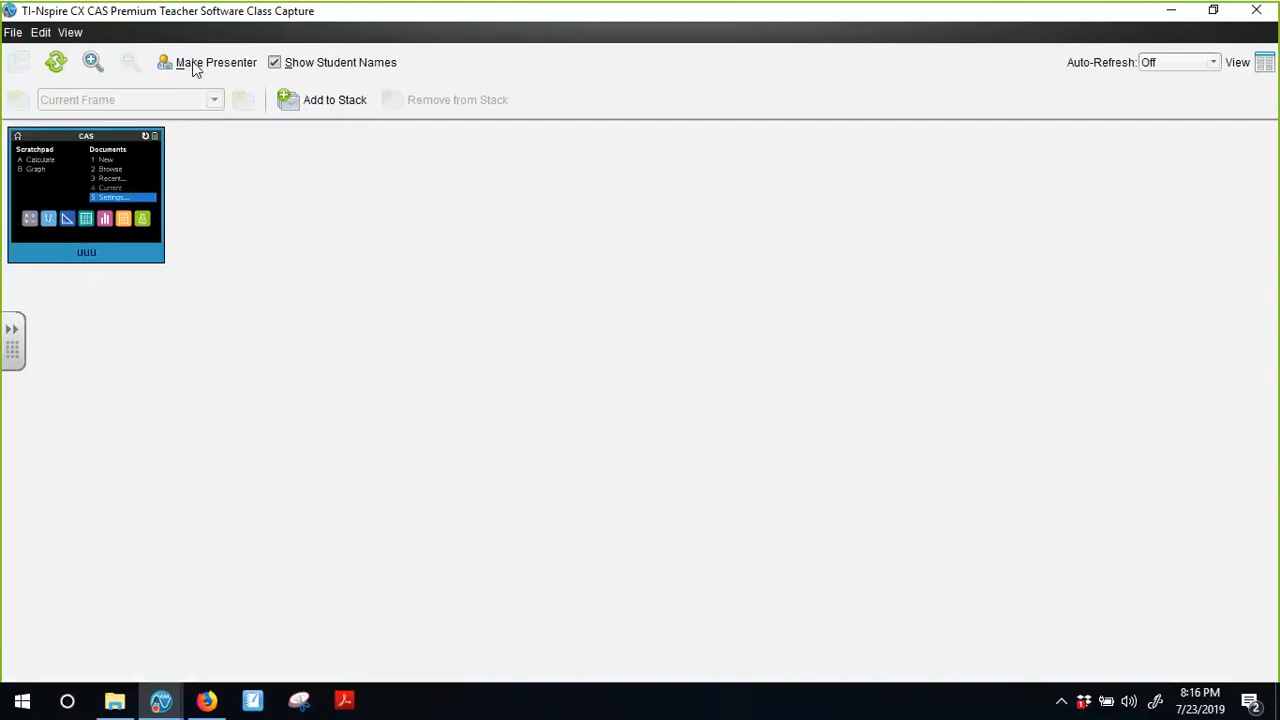 TI-Nspire CX CAS Premium Teacher Software Class Capture
File Edit View
Make Presenter Show Student Names Auto-Refresh: Off View
Current Frame Add to Stack Remove from Stack
CAS
Scratchpad Documents
A Calculate 1 New
B Graph 2 Browse
3 Recent...
4 Current
5 Settings...
UUU
8:16 PM
7/23/2019
2